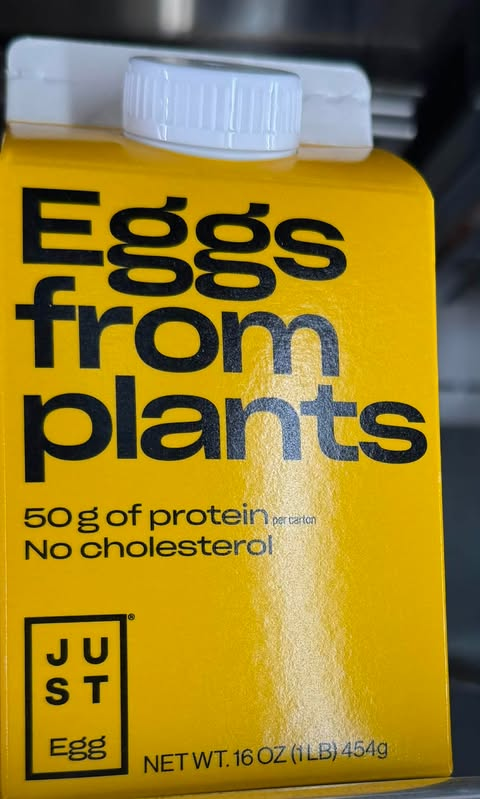 Eggs
from
plants
50 g of protein per carton
No cholesterol
JU
ST
®
Egg
NET WT. 16 OZ (1 LB) 454g